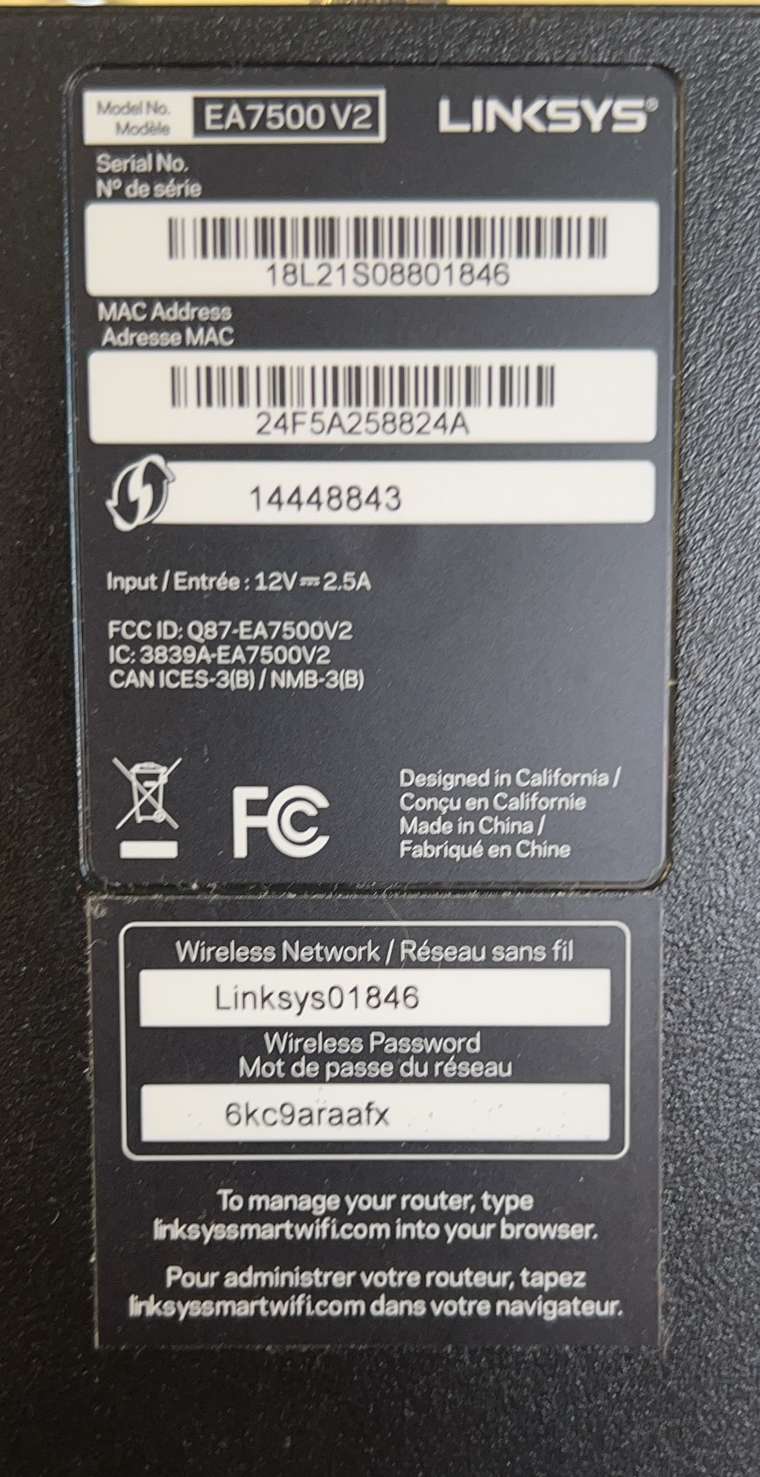 Model No.
Modèle
EA7500 V2
LINKSYS®
Serial No.
Nº de série
18L21S08801846
MAC Address
Adresse MAC
24F5A258824A
14448843
Input / Entrée : 12V⎓2.5A
FCC ID: Q87-EA7500V2
IC: 3839A-EA7500V2
CAN ICES-3(B) / NMB-3(B)
FC
Designed in California /
Conçu en Californie
Made in China /
Fabriqué en Chine
Wireless Network / Réseau sans fil
Linksys01846
Wireless Password
Mot de passe du réseau
6kc9araafx
To manage your router, type
linksyssmartwifi.com into your browser.
Pour administrer votre routeur, tapez
linksyssmartwifi.com dans votre navigateur.